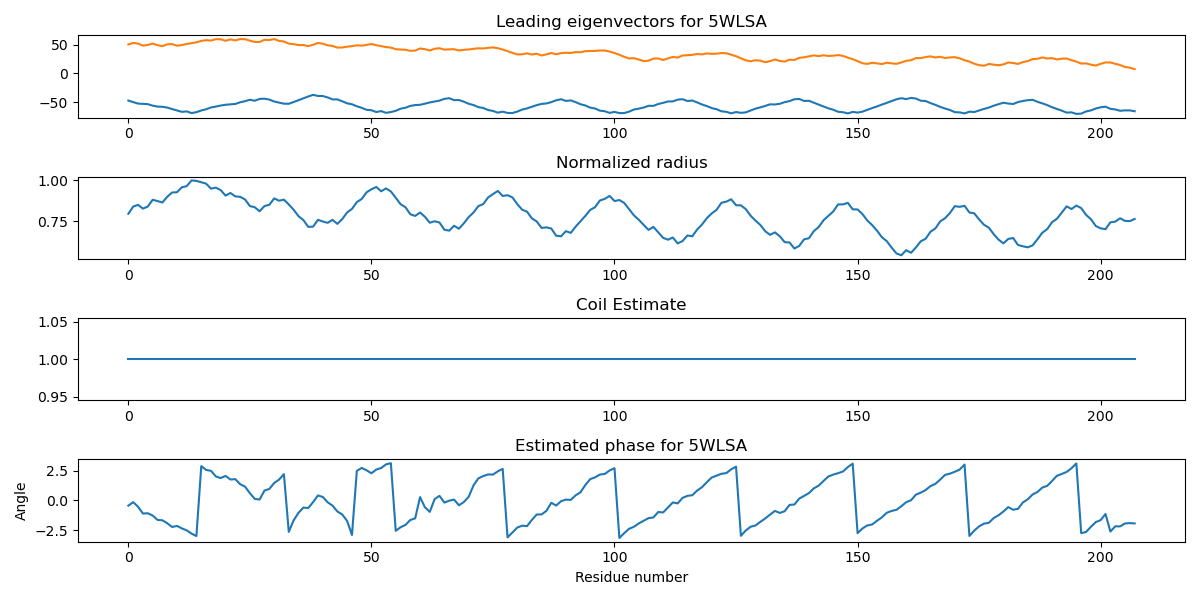 Leading eigenvectors for 5WLSA
50
0
−50
0 50 100 150 200
Normalized radius
1.00
0.75
0 50 100 150 200
Coil Estimate
1.05
1.00
0.95
0 50 100 150 200
Estimated phase for 5WLSA
Angle
2.5
0.0
−2.5
0 50 100 150 200
Residue number